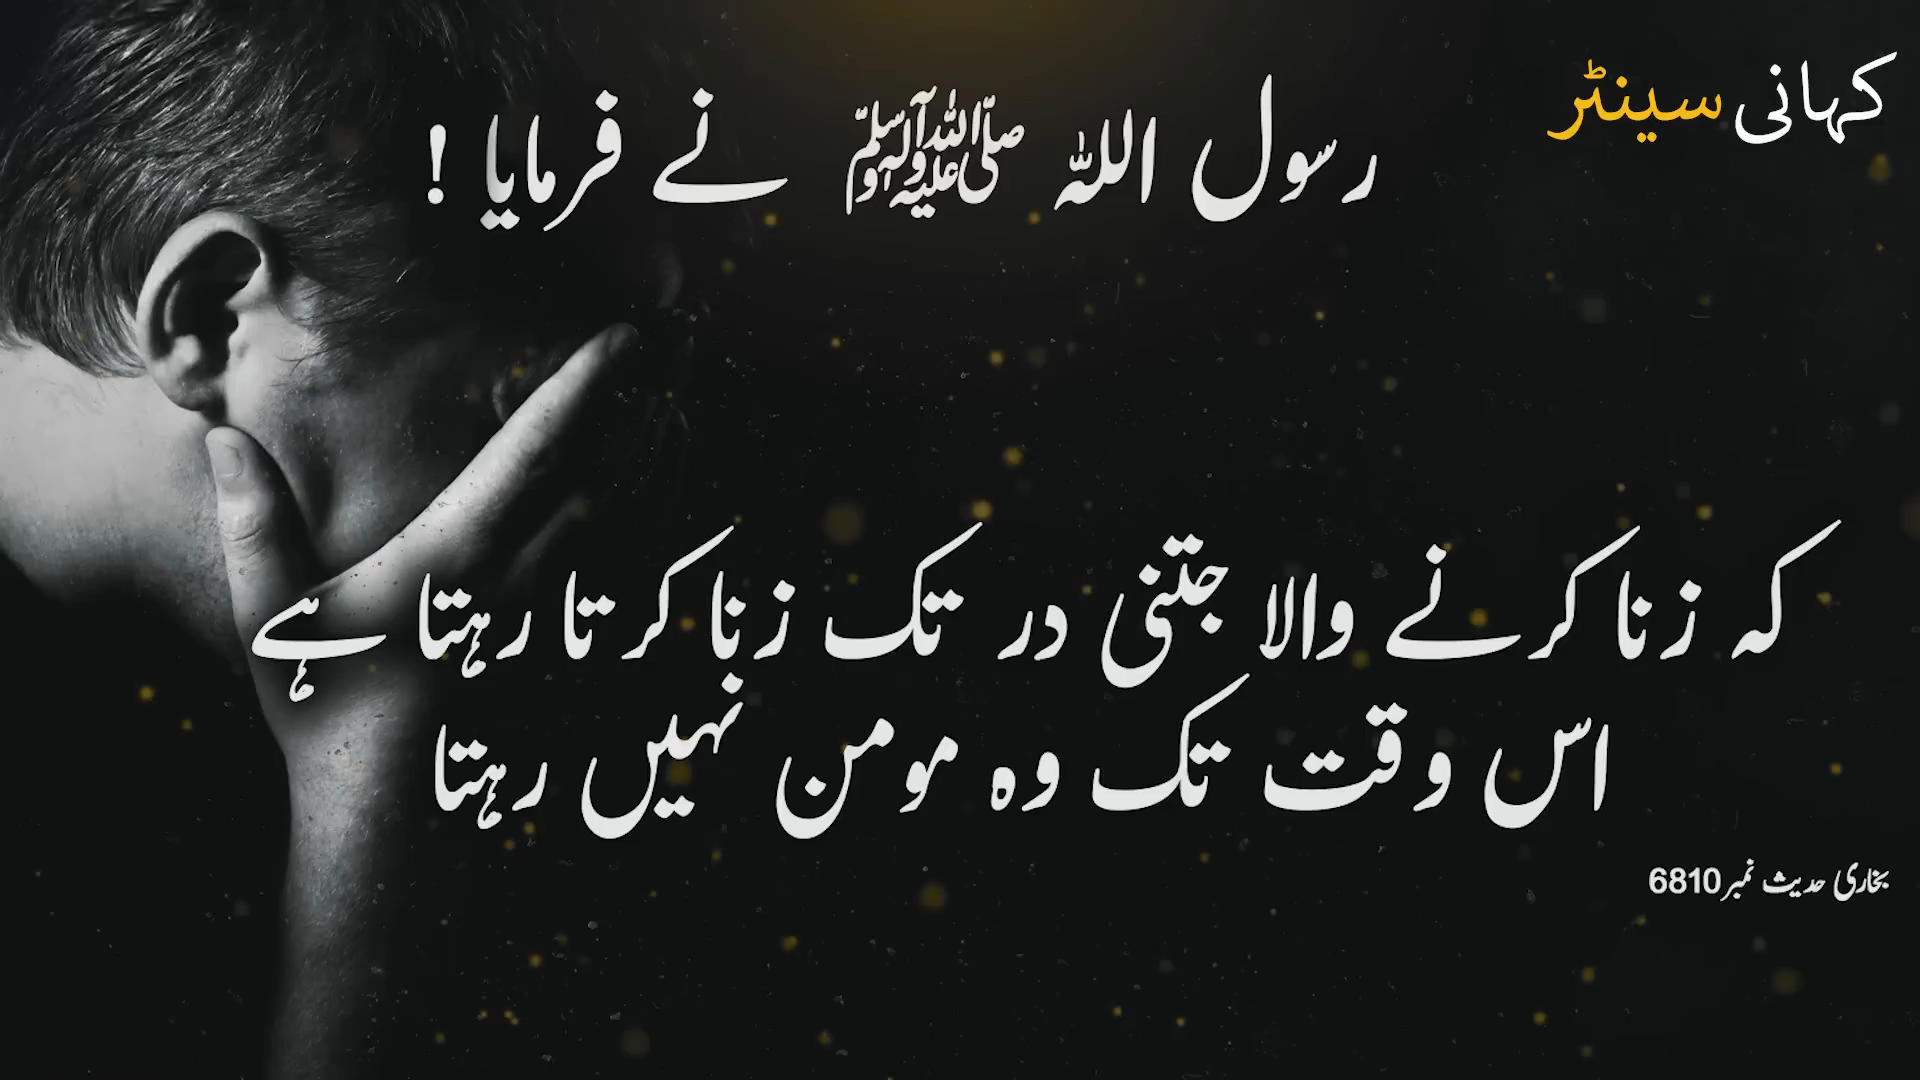 کہانی سینٹر
رسول اللہ ﷺ نے فرمایا !
کہ زنا کرنے والا جتنی در تک زنا کرتا رہتا ہے
اس وقت تک وہ مومن نہیں رہتا
بخاری حدیث نمبر6810